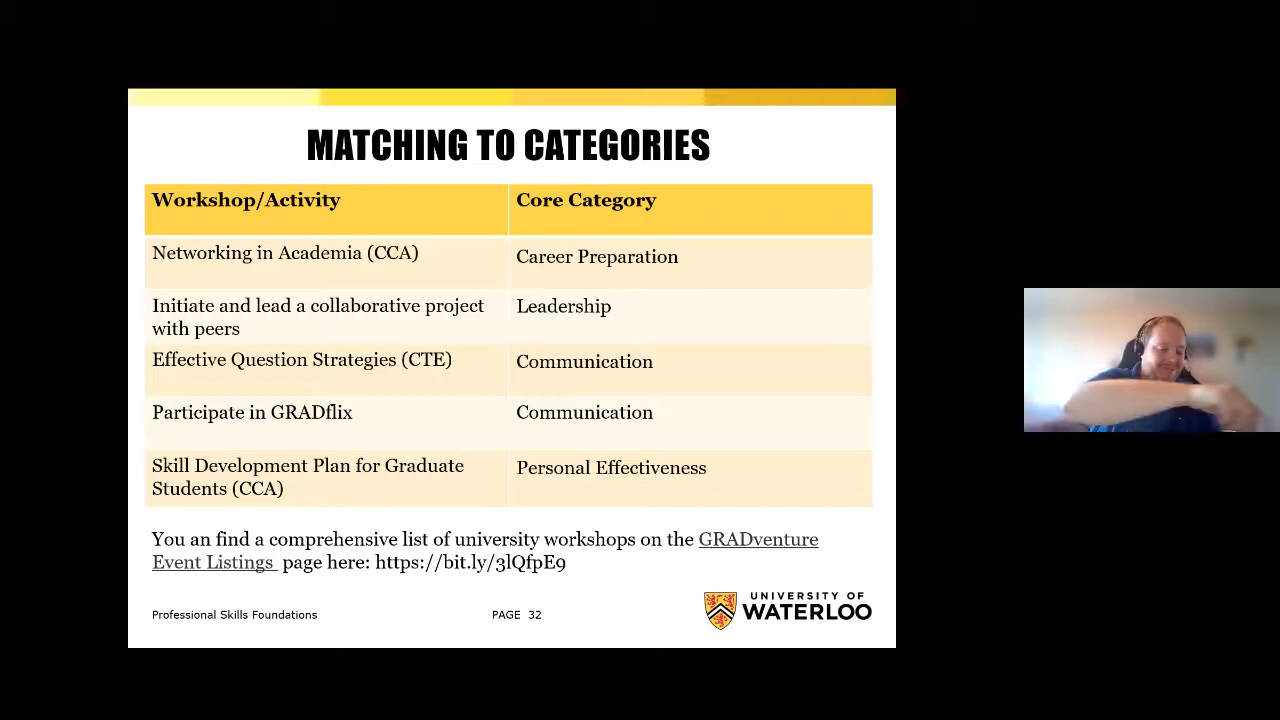 MATCHING TO CATEGORIES
Workshop/Activity
Core Category
Networking in Academia (CCA)
Career Preparation
Initiate and lead a collaborative project
with peers
Leadership
Effective Question Strategies (CTE)
Communication
Participate in GRADflix
Communication
Skill Development Plan for Graduate
Students (CCA)
Personal Effectiveness
You an find a comprehensive list of university workshops on the GRADventure
Event Listings page here: https://bit.ly/3lQfpE9
Professional Skills Foundations
PAGE 32
UNIVERSITY OF
WATERLOO